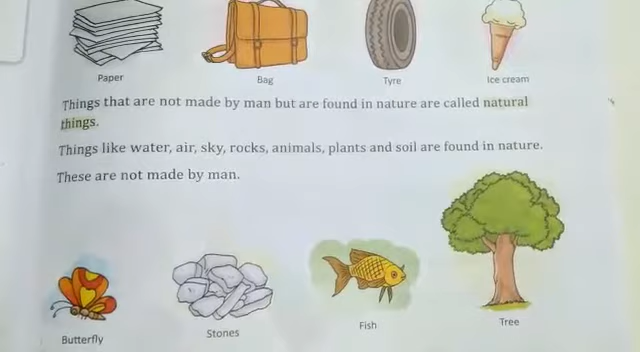 Paper Bag Tyre Ice cream
Things that are not made by man but are found in nature are called natural
things.
Things like water, air, sky, rocks, animals, plants and soil are found in nature.
These are not made by man.
Butterfly Stones Fish Tree